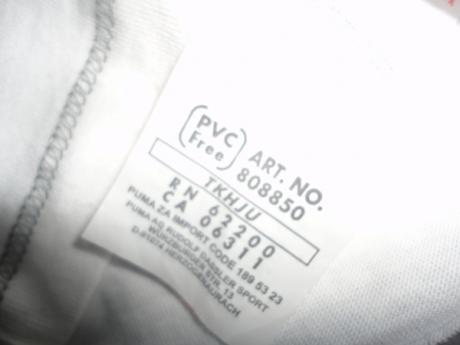 PVC
Free
ART. NO.
808850
TKHJU
RN 62200
CA 06311
PUMA ZA IMPORT CODE 189 53 23
PUMA AG RUDOLF DASSLER SPORT
WÜRZBURGER STR. 13
D-91074 HERZOGENAURACH